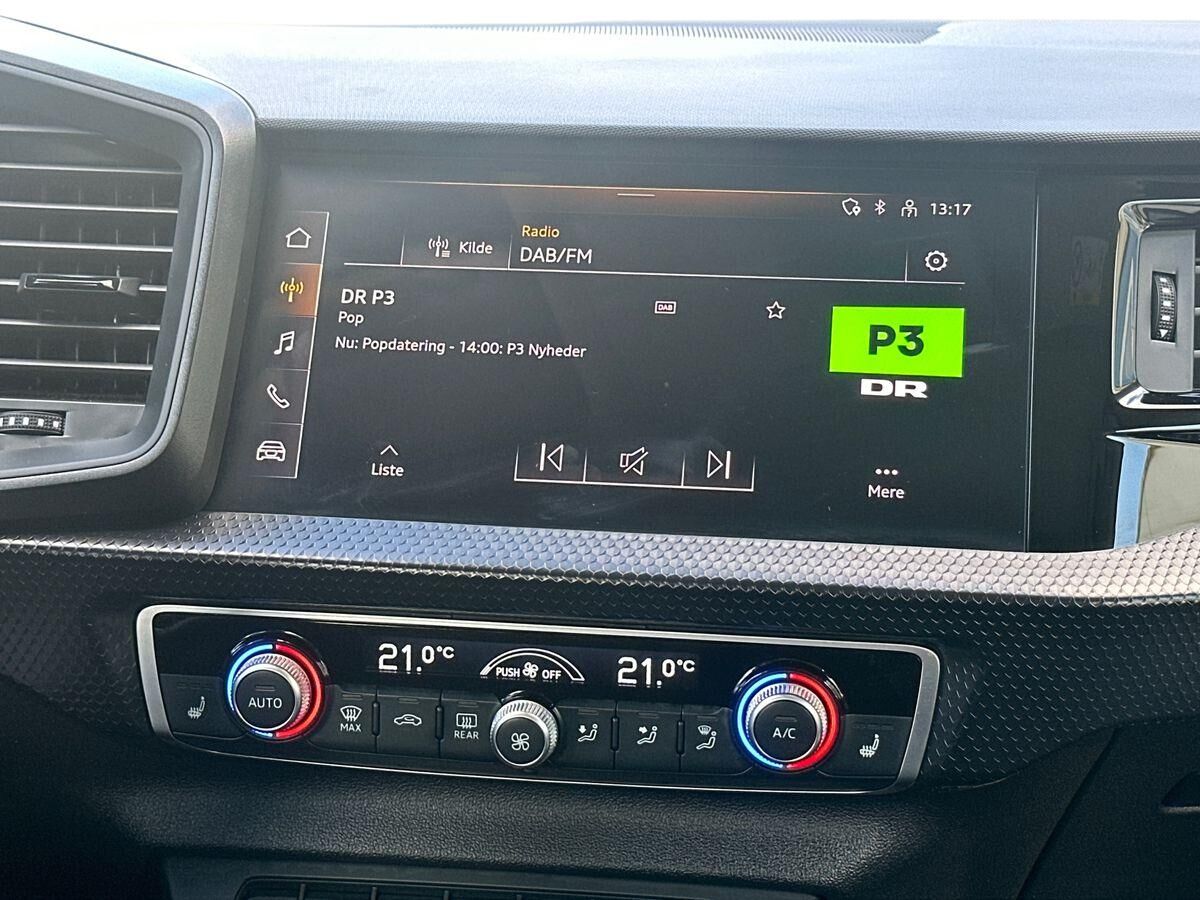 13:17
Kilde
Radio
DAB/FM
DR P3
DAB
Pop
Nu: Popdatering - 14:00: P3 Nyheder
P3
DR
Liste
Mere
21.0°C
PUSH OFF
21.0°C
AUTO
MAX
REAR
A/C